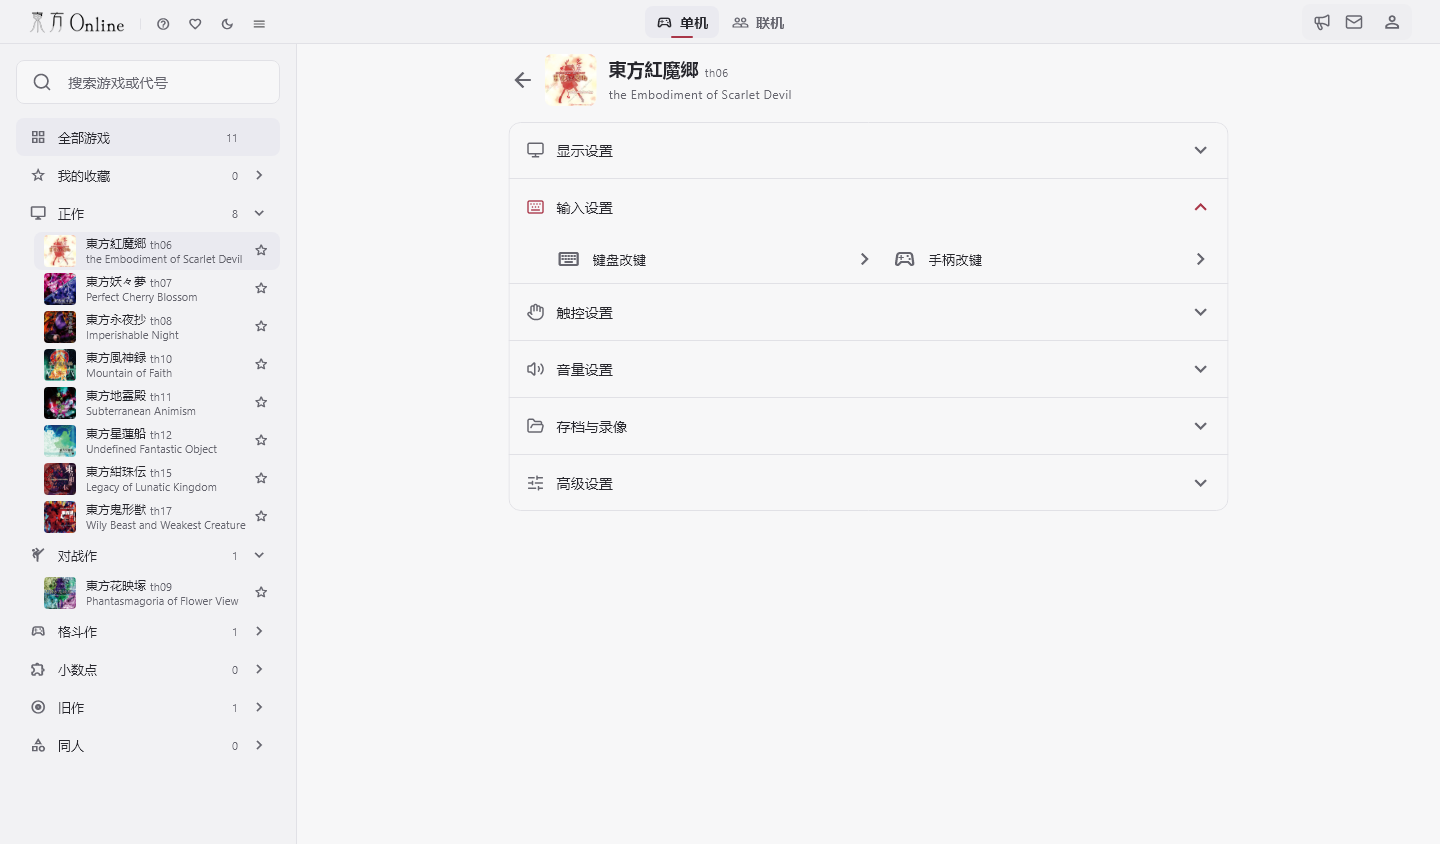 東方Online
单机
联机
搜索游戏或代号
全部游戏 11
我的收藏 0
正作 8
東方紅魔郷 th06
the Embodiment of Scarlet Devil
東方妖々夢 th07
Perfect Cherry Blossom
東方永夜抄 th08
Imperishable Night
東方風神録 th10
Mountain of Faith
東方地霊殿 th11
Subterranean Animism
東方星蓮船 th12
Undefined Fantastic Object
東方紺珠伝 th15
Legacy of Lunatic Kingdom
東方鬼形獣 th17
Wily Beast and Weakest Creature
对战作 1
東方花映塚 th09
Phantasmagoria of Flower View
格斗作 1
小数点 0
旧作 1
同人 0
東方紅魔郷 th06
the Embodiment of Scarlet Devil
显示设置
输入设置
键盘改键
手柄改键
触控设置
音量设置
存档与录像
高级设置